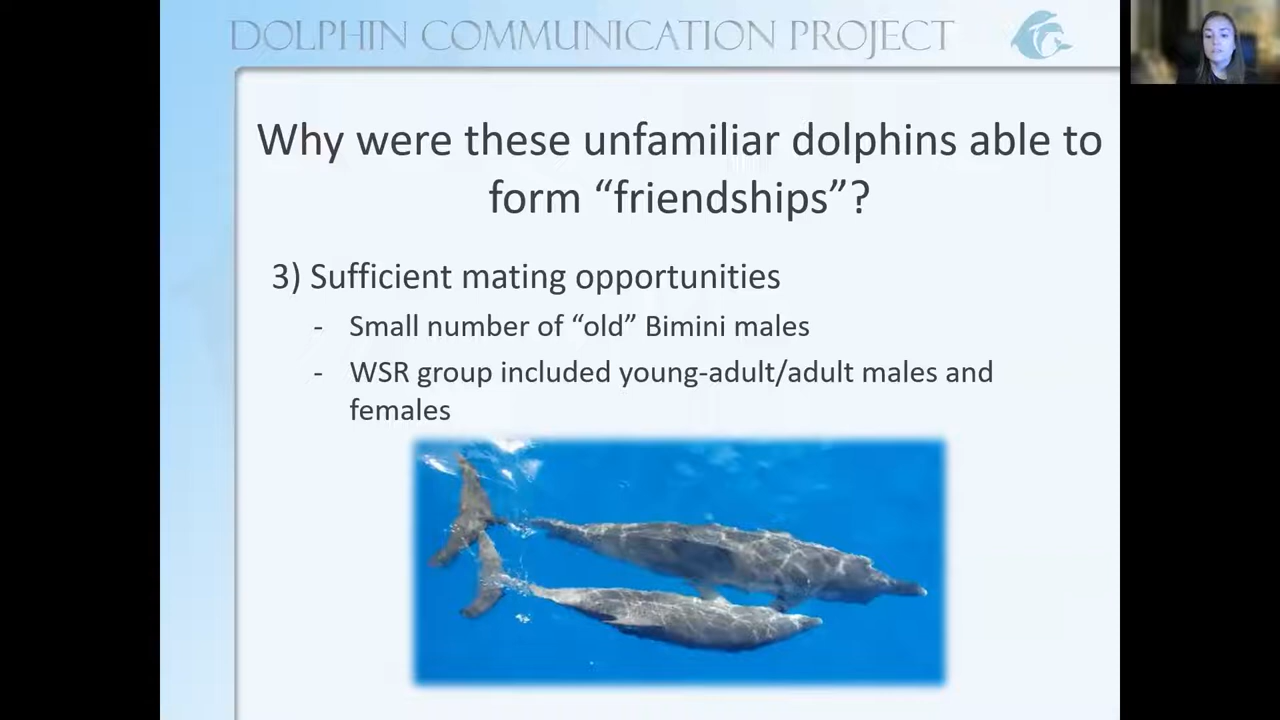 DOLPHIN COMMUNICATION PROJECT
Why were these unfamiliar dolphins able to
form “friendships”?
3) Sufficient mating opportunities
- Small number of “old” Bimini males
- WSR group included young-adult/adult males and
females